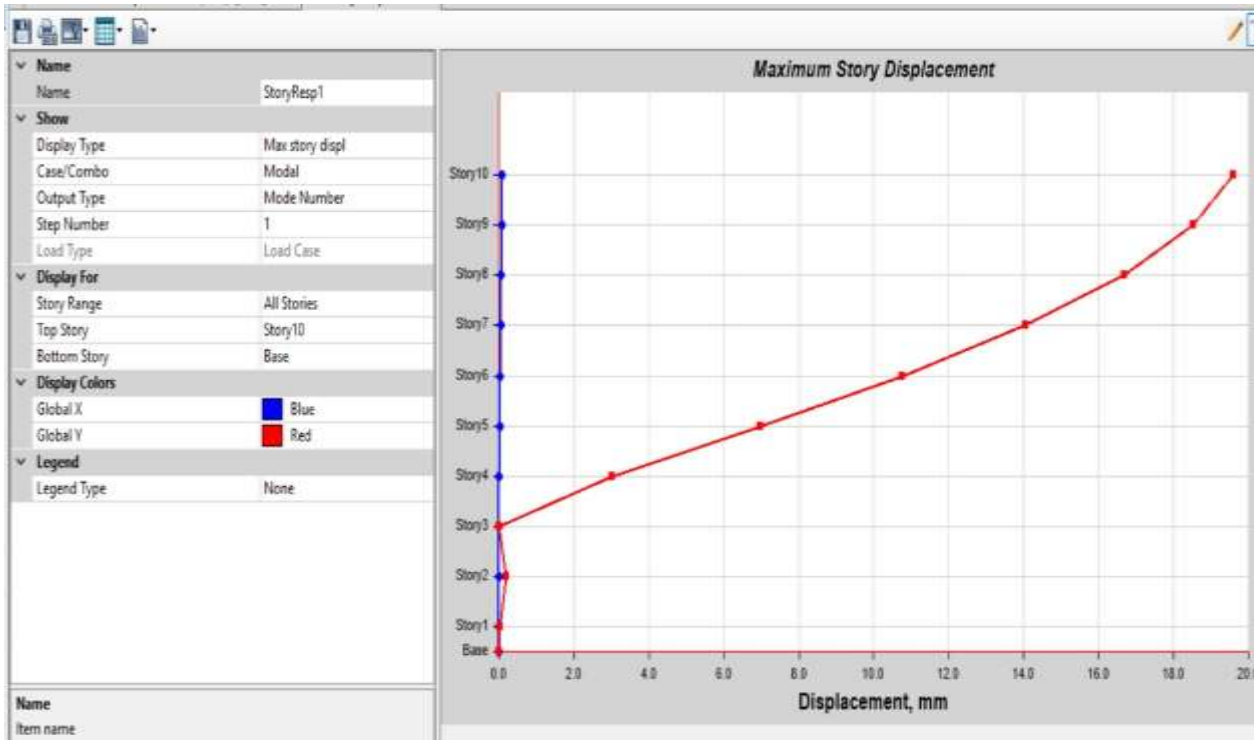 Name
Name StoryResp1
Show
Display Type Max story displ
Case/Combo Modal
Output Type Mode Number
Step Number 1
Load Type Load Case
Display For
Story Range All Stories
Top Story Story10
Bottom Story Base
Display Colors
Global X Blue
Global Y Red
Legend
Legend Type None
Name
Item name
Maximum Story Displacement
Story10
Story9
Story8
Story7
Story6
Story5
Story4
Story3
Story2
Story1
Base
0.0 2.0 4.0 6.0 8.0 10.0 12.0 14.0 16.0 18.0
Displacement, mm